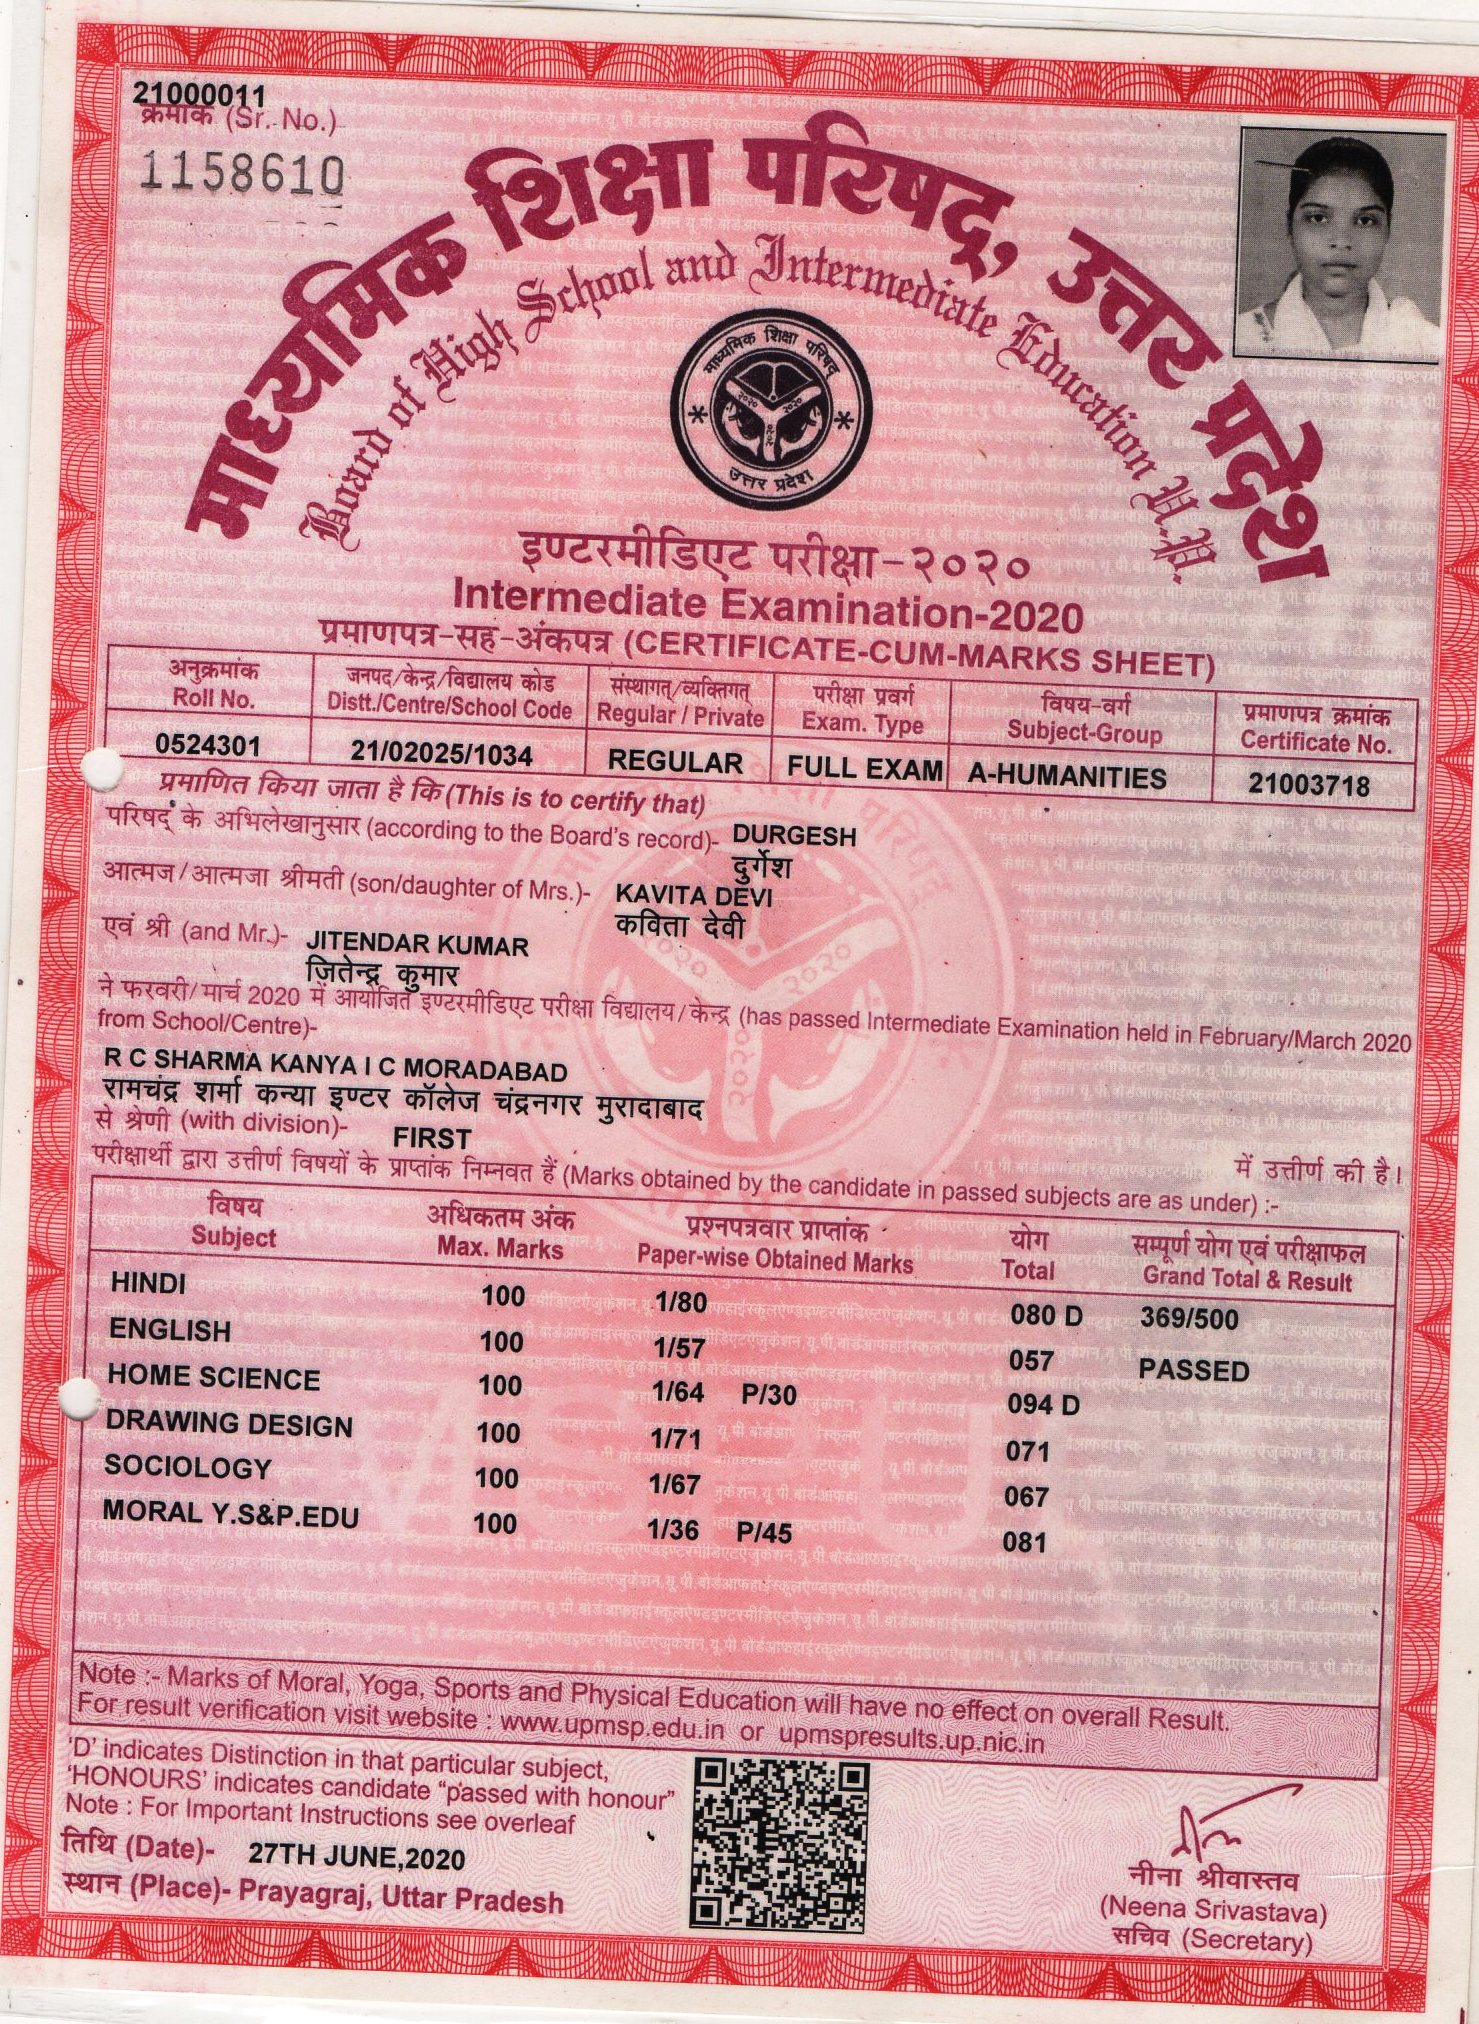 21000011
क्रमांक (Sr. No.)
1158610
माध्यमिक शिक्षा परिषद्, उत्तर प्रदेश
Board of High School and Intermediate Education U.P.
माध्यमिक शिक्षा परिषद्
२०२० २०२०
२०२०
उत्तर प्रदेश
इण्टरमीडिएट परीक्षा-२०२०
Intermediate Examination-2020
प्रमाणपत्र-सह-अंकपत्र (CERTIFICATE-CUM-MARKS SHEET)
अनुक्रमांक जनपद/केन्द्र/विद्यालय कोड संस्थागत्/व्यक्तिगत् परीक्षा प्रवर्ग विषय-वर्ग प्रमाणपत्र क्रमांक
Roll No. Distt./Centre/School Code Regular / Private Exam. Type Subject-Group Certificate No.
0524301 21/02025/1034 REGULAR FULL EXAM A-HUMANITIES 21003718
प्रमाणित किया जाता है कि (This is to certify that)
परिषद् के अभिलेखानुसार (according to the Board's record)- DURGESH
दुर्गेश
आत्मज/आत्मजा श्रीमती (son/daughter of Mrs.)- KAVITA DEVI
कविता देवी
एवं श्री (and Mr.)- JITENDAR KUMAR
जितेन्द्र कुमार
ने फरवरी/मार्च 2020 में आयोजित इण्टरमीडिएट परीक्षा विद्यालय/केन्द्र (has passed Intermediate Examination held in February/March 2020
from School/Centre)-
R C SHARMA KANYA I C MORADABAD
रामचंद्र शर्मा कन्या इण्टर कॉलेज चंद्रनगर मुरादाबाद
से श्रेणी (with division)- FIRST में उत्तीर्ण की है।
परीक्षार्थी द्वारा उत्तीर्ण विषयों के प्राप्तांक निम्नवत हैं (Marks obtained by the candidate in passed subjects are as under) :-
विषय अधिकतम अंक प्रश्नपत्रवार प्राप्तांक योग सम्पूर्ण योग एवं परीक्षाफल
Subject Max. Marks Paper-wise Obtained Marks Total Grand Total & Result
HINDI 100 1/80 080 D 369/500
ENGLISH 100 1/57 057 PASSED
HOME SCIENCE 100 1/64 P/30 094 D
DRAWING DESIGN 100 1/71 071
SOCIOLOGY 100 1/67 067
MORAL Y.S&P.EDU 100 1/36 P/45 081
Note :- Marks of Moral, Yoga, Sports and Physical Education will have no effect on overall Result.
For result verification visit website : www.upmsp.edu.in or upmspresults.up.nic.in
'D' indicates Distinction in that particular subject,
'HONOURS' indicates candidate "passed with honour"
Note : For Important Instructions see overleaf
तिथि (Date)- 27TH JUNE,2020
स्थान (Place)- Prayagraj, Uttar Pradesh
नीना श्रीवास्तव
(Neena Srivastava)
सचिव (Secretary)